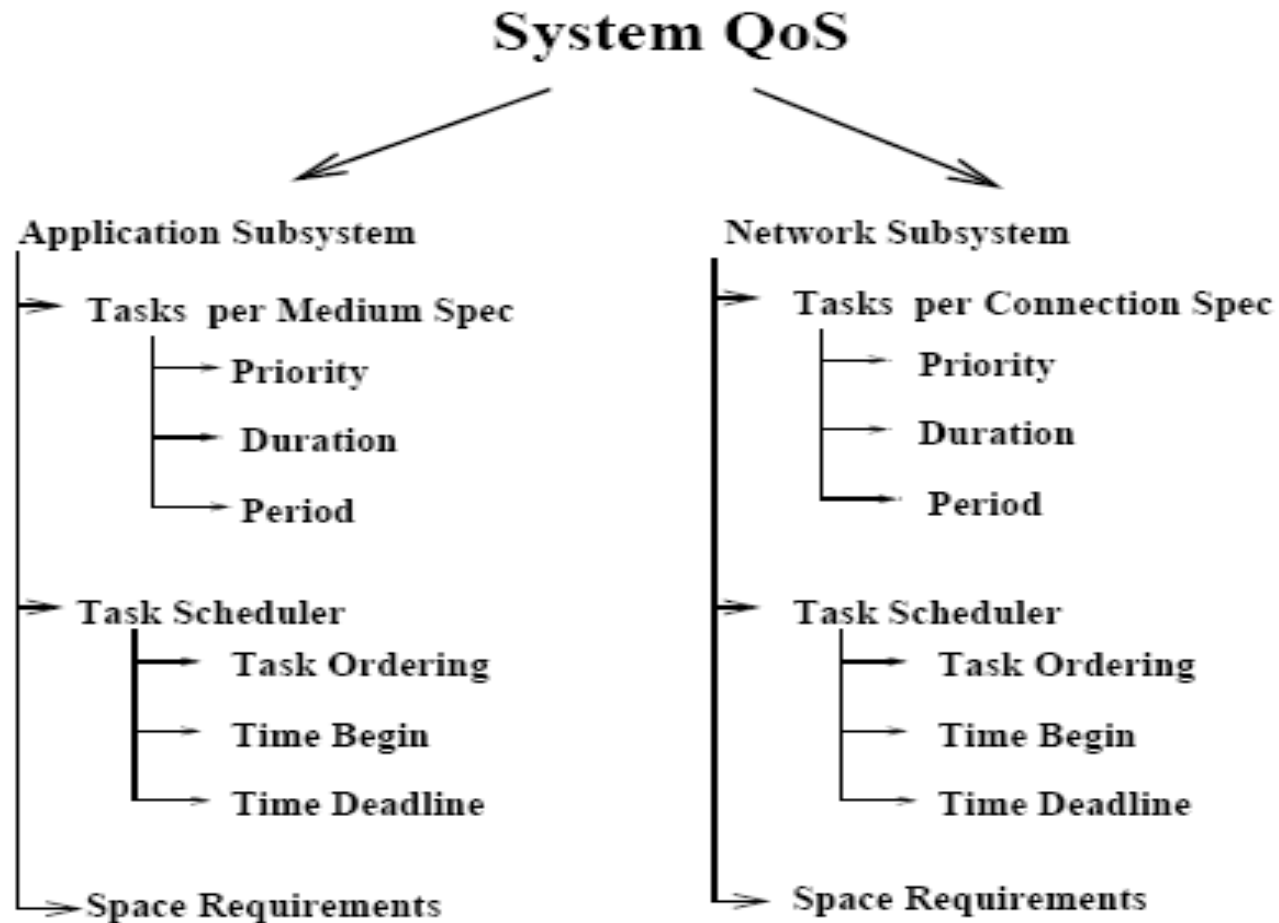 System QoS
Application Subsystem
Tasks per Medium Spec
Priority
Duration
Period
Task Scheduler
Task Ordering
Time Begin
Time Deadline
Space Requirements
Network Subsystem
Tasks per Connection Spec
Priority
Duration
Period
Task Scheduler
Task Ordering
Time Begin
Time Deadline
Space Requirements